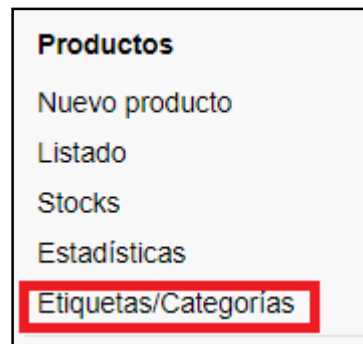 Productos
Nuevo producto
Listado
Stocks
Estadísticas
Etiquetas/Categorías